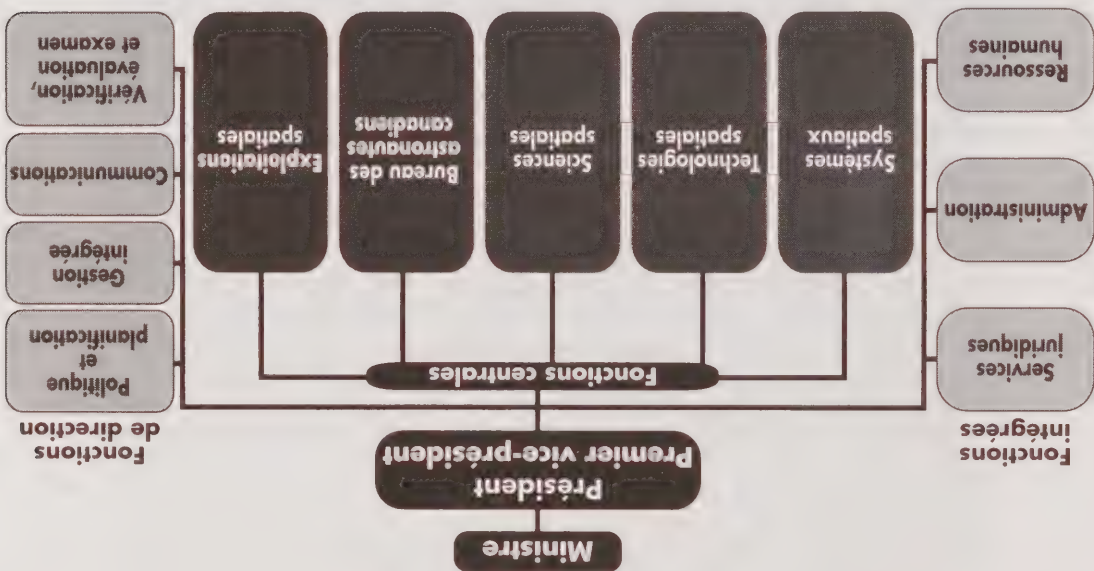 Ministre
Président
Premier vice-président
Fonctions
intégrées
Services
juridiques
Administration
Ressources
humaines
Fonctions centrales
Systèmes
spatiaux
Technologies
spatiales
Sciences
spatiales
Bureau des
astronautes
canadiens
Exploitations
spatiales
Fonctions
de direction
Politique
et
planification
Gestion
intégrée
Communications
Vérification,
évaluation
et examen